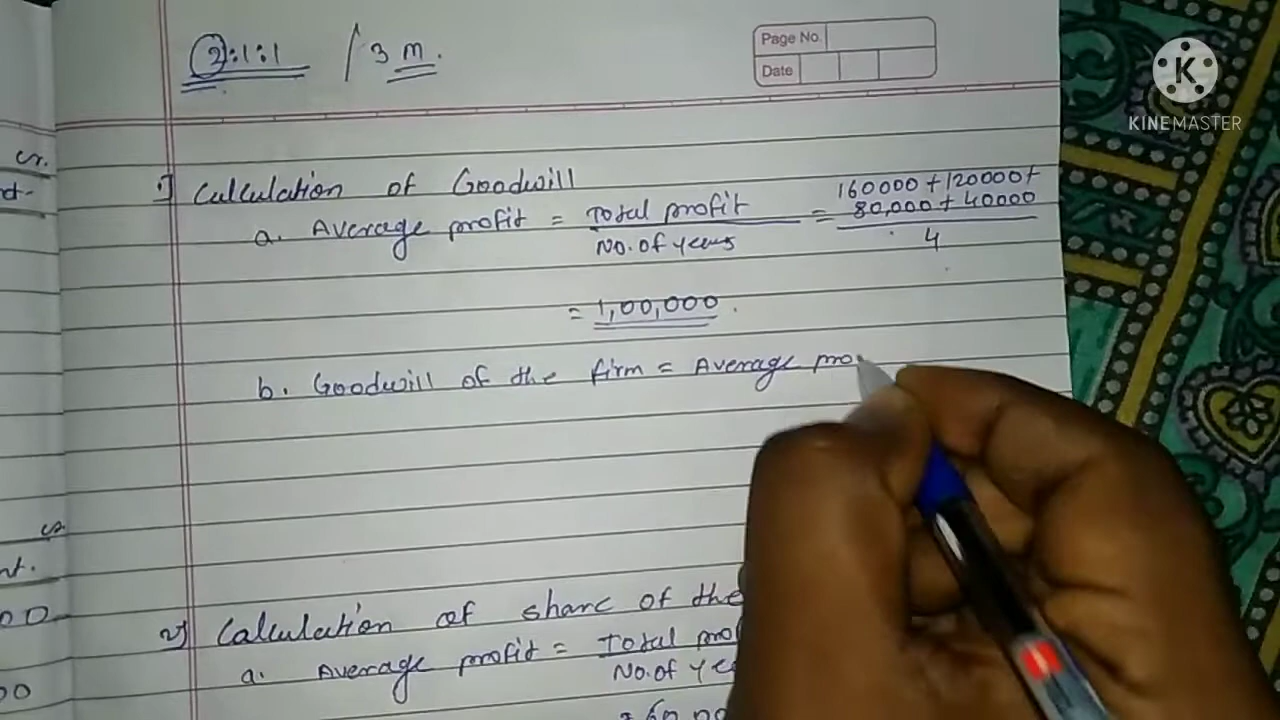 2:1:1 / 3 m.
Page No.
Date
K
KINEMASTER
cr.
1] Calculation of Goodwill
a. Average profit = Total profit / No. of years = 160000 + 120000 + 80,000 + 40000 / 4
= 1,00,000.
b. Goodwill of the firm = Average pro
2) Calculation of share of the
a. Average profit = Total pro
No. of ye
00